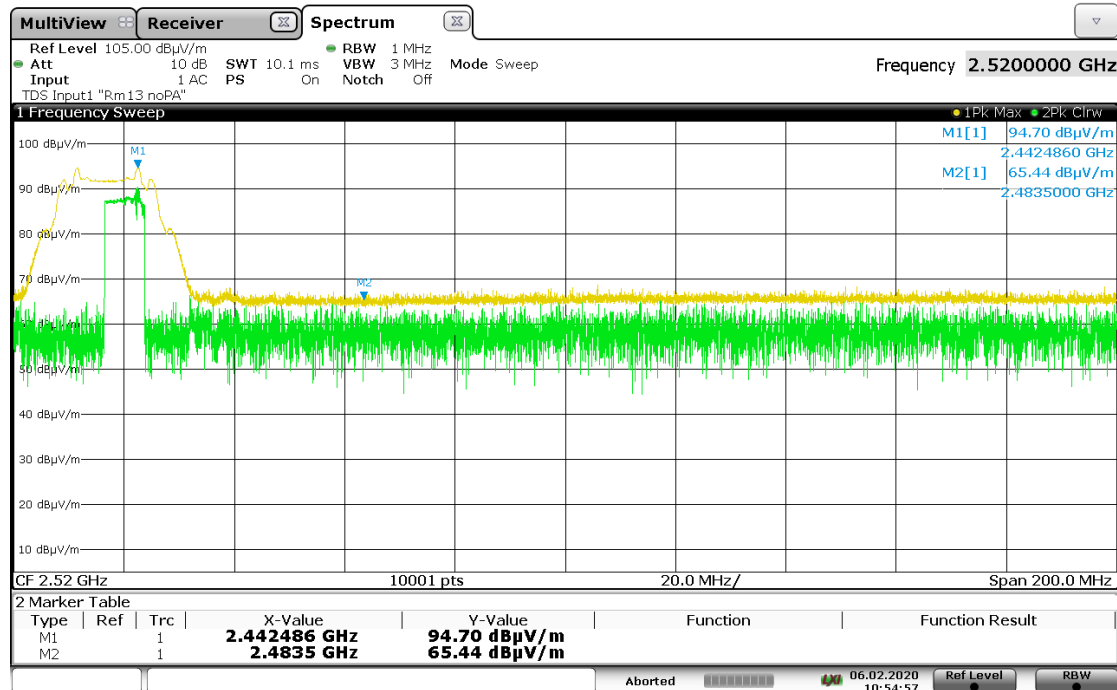 MultiView Receiver Spectrum
Ref Level 105.00 dBµV/m RBW 1 MHz
Att 10 dB SWT 10.1 ms VBW 3 MHz Mode Sweep Frequency 2.5200000 GHz
Input 1 AC PS On Notch Off
TDS Input1 "Rm13 noPA"
1 Frequency Sweep 1Pk Max 2Pk Clrw
M1[1] 94.70 dBµV/m
2.4424860 GHz
M2[1] 65.44 dBµV/m
2.4835000 GHz
100 dBµV/m
M1
90 dBµV/m
80 dBµV/m
70 dBµV/m
M2
50 dBµV/m
40 dBµV/m
30 dBµV/m
20 dBµV/m
10 dBµV/m
CF 2.52 GHz 10001 pts 20.0 MHz/ Span 200.0 MHz
2 Marker Table
Type Ref Trc X-Value Y-Value Function Function Result
M1 1 2.442486 GHz 94.70 dBµV/m
M2 1 2.4835 GHz 65.44 dBµV/m
Aborted LXI 06.02.2020 Ref Level RBW
10:54:57